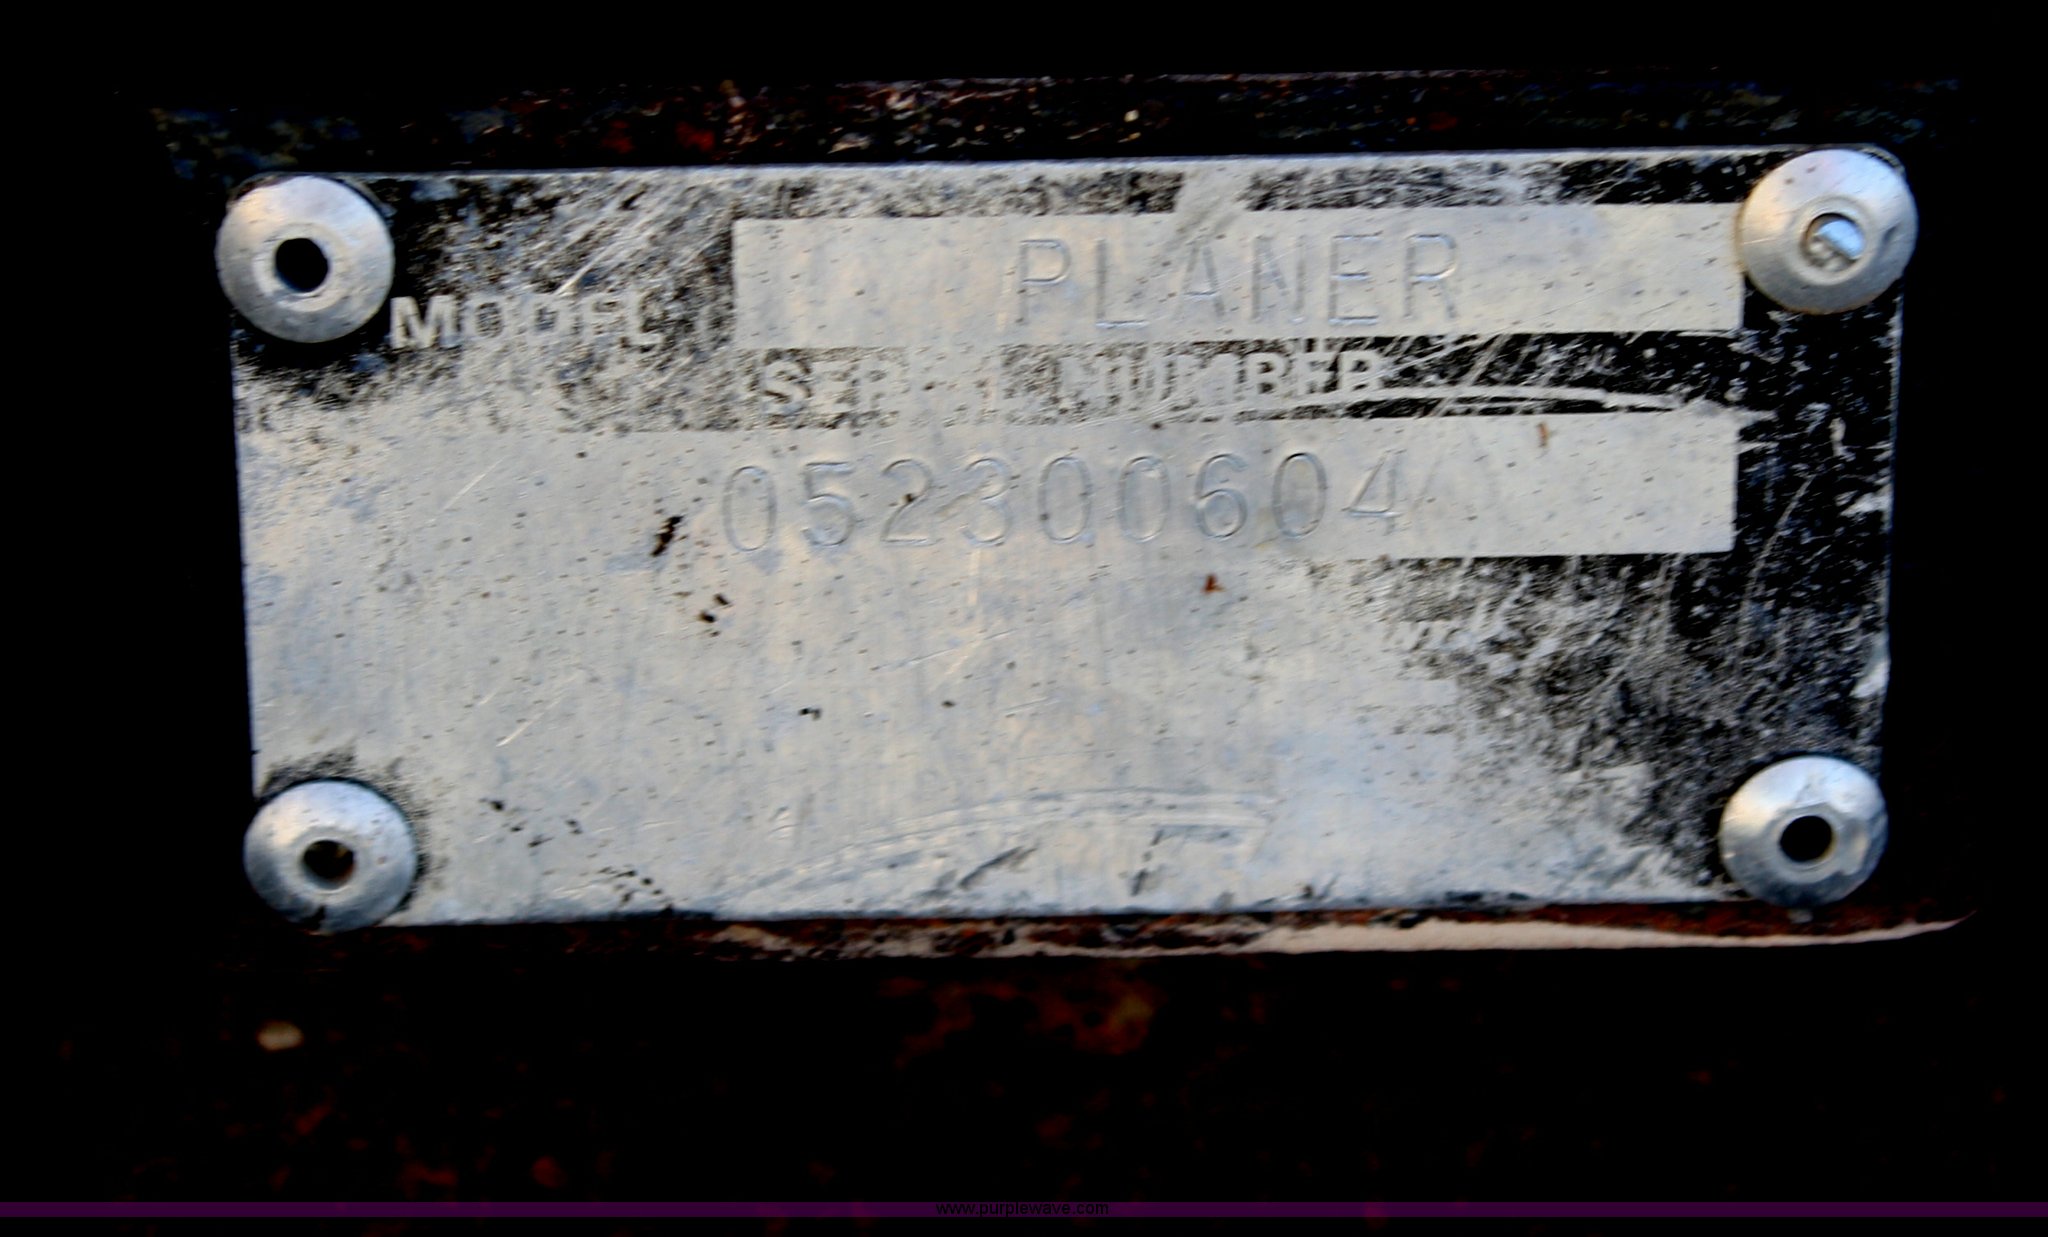 PLANER
MODEL
SERIAL NUMBER
052300604
www.purplewave.com